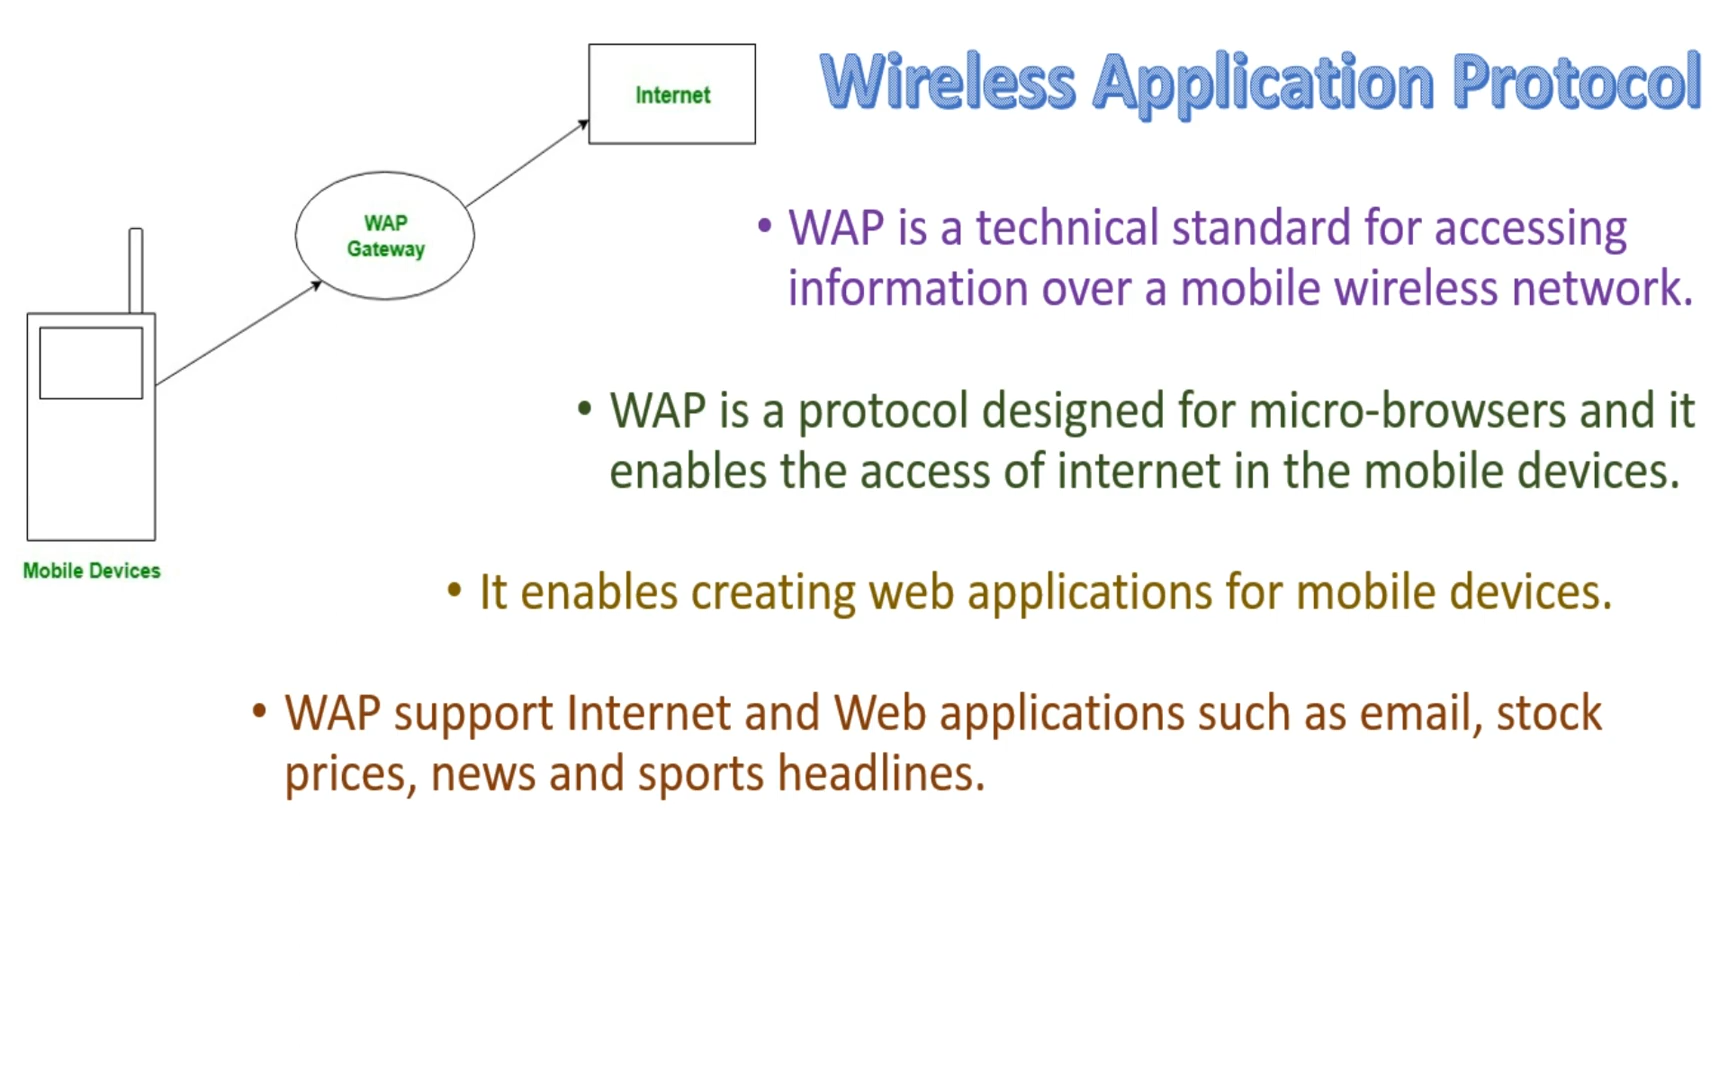 Wireless Application Protocol
Internet
WAP
Gateway
Mobile Devices
• WAP is a technical standard for accessing
information over a mobile wireless network.
• WAP is a protocol designed for micro-browsers and it
enables the access of internet in the mobile devices.
• It enables creating web applications for mobile devices.
• WAP support Internet and Web applications such as email, stock
prices, news and sports headlines.